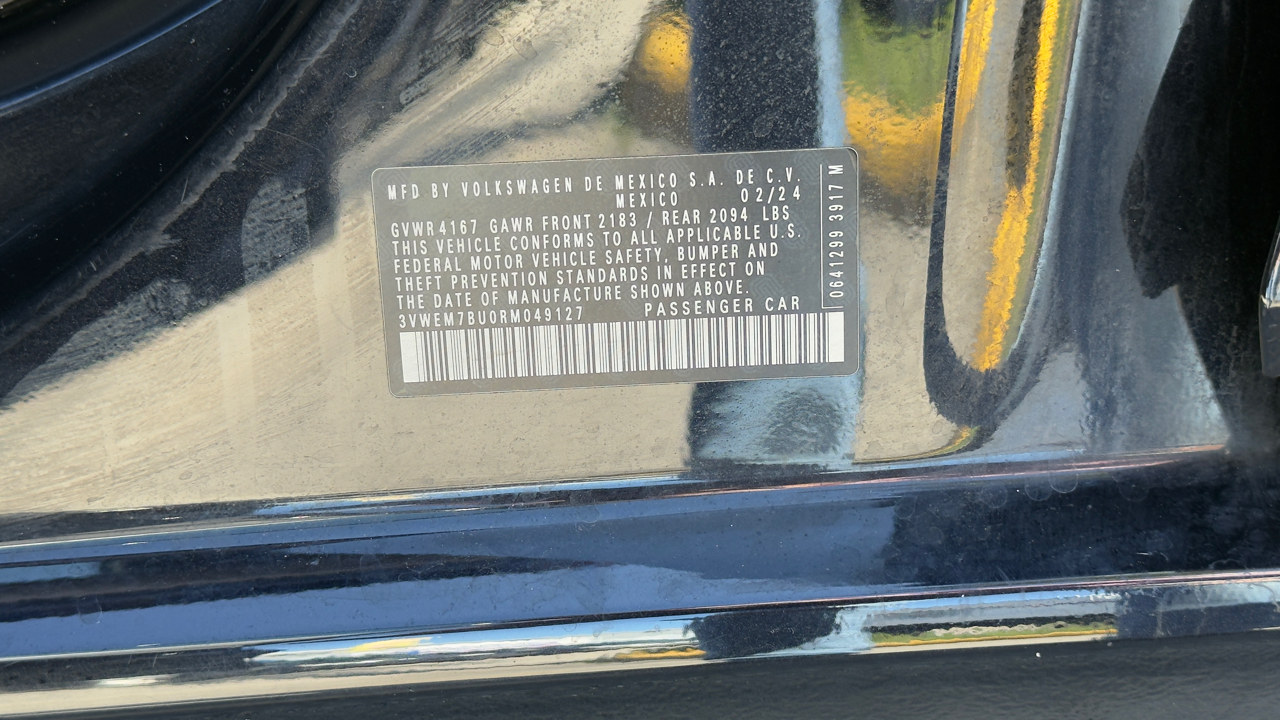 MFD BY VOLKSWAGEN DE MEXICO S.A. DE C.V.
MEXICO 02/24
GVWR 4167 GAWR FRONT 2183 / REAR 2094 LBS
THIS VEHICLE CONFORMS TO ALL APPLICABLE U.S.
FEDERAL MOTOR VEHICLE SAFETY, BUMPER AND
THEFT PREVENTION STANDARDS IN EFFECT ON
THE DATE OF MANUFACTURE SHOWN ABOVE.
3VWEM7BU0RM049127 PASSENGER CAR
0641299 3917 M